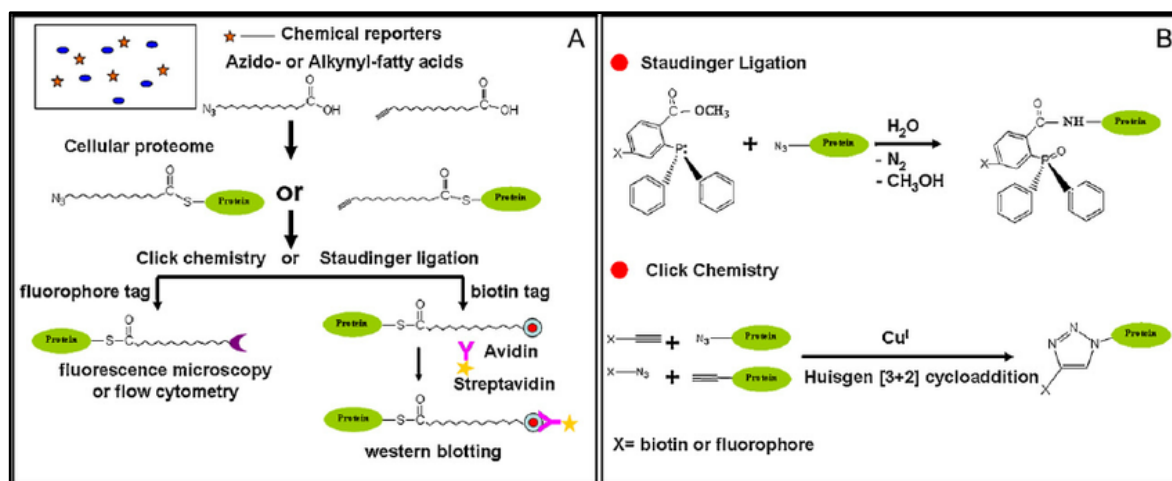 A
Chemical reporters
Azido- or Alkynyl-fatty acids
N3
O
C
OH
O
C
OH
Cellular proteome
N3
O
C
S
Protein
or
O
C
S
Protein
Click chemistry or Staudinger ligation
fluorophore tag
biotin tag
Protein
S
O
C
Protein
S
O
C
Avidin
Streptavidin
fluorescence microscopy
or flow cytometry
Protein
S
O
C
western blotting
B
Staudinger Ligation
O
C
OCH3
X
P:
+
N3
Protein
H2O
- N2
- CH3OH
O
C
NH
Protein
X
P
O
Click Chemistry
X
+
N3
Protein
X
N3
+
Protein
CuI
Huisgen [3+2] cycloaddition
N
N
N
Protein
X
X= biotin or fluorophore